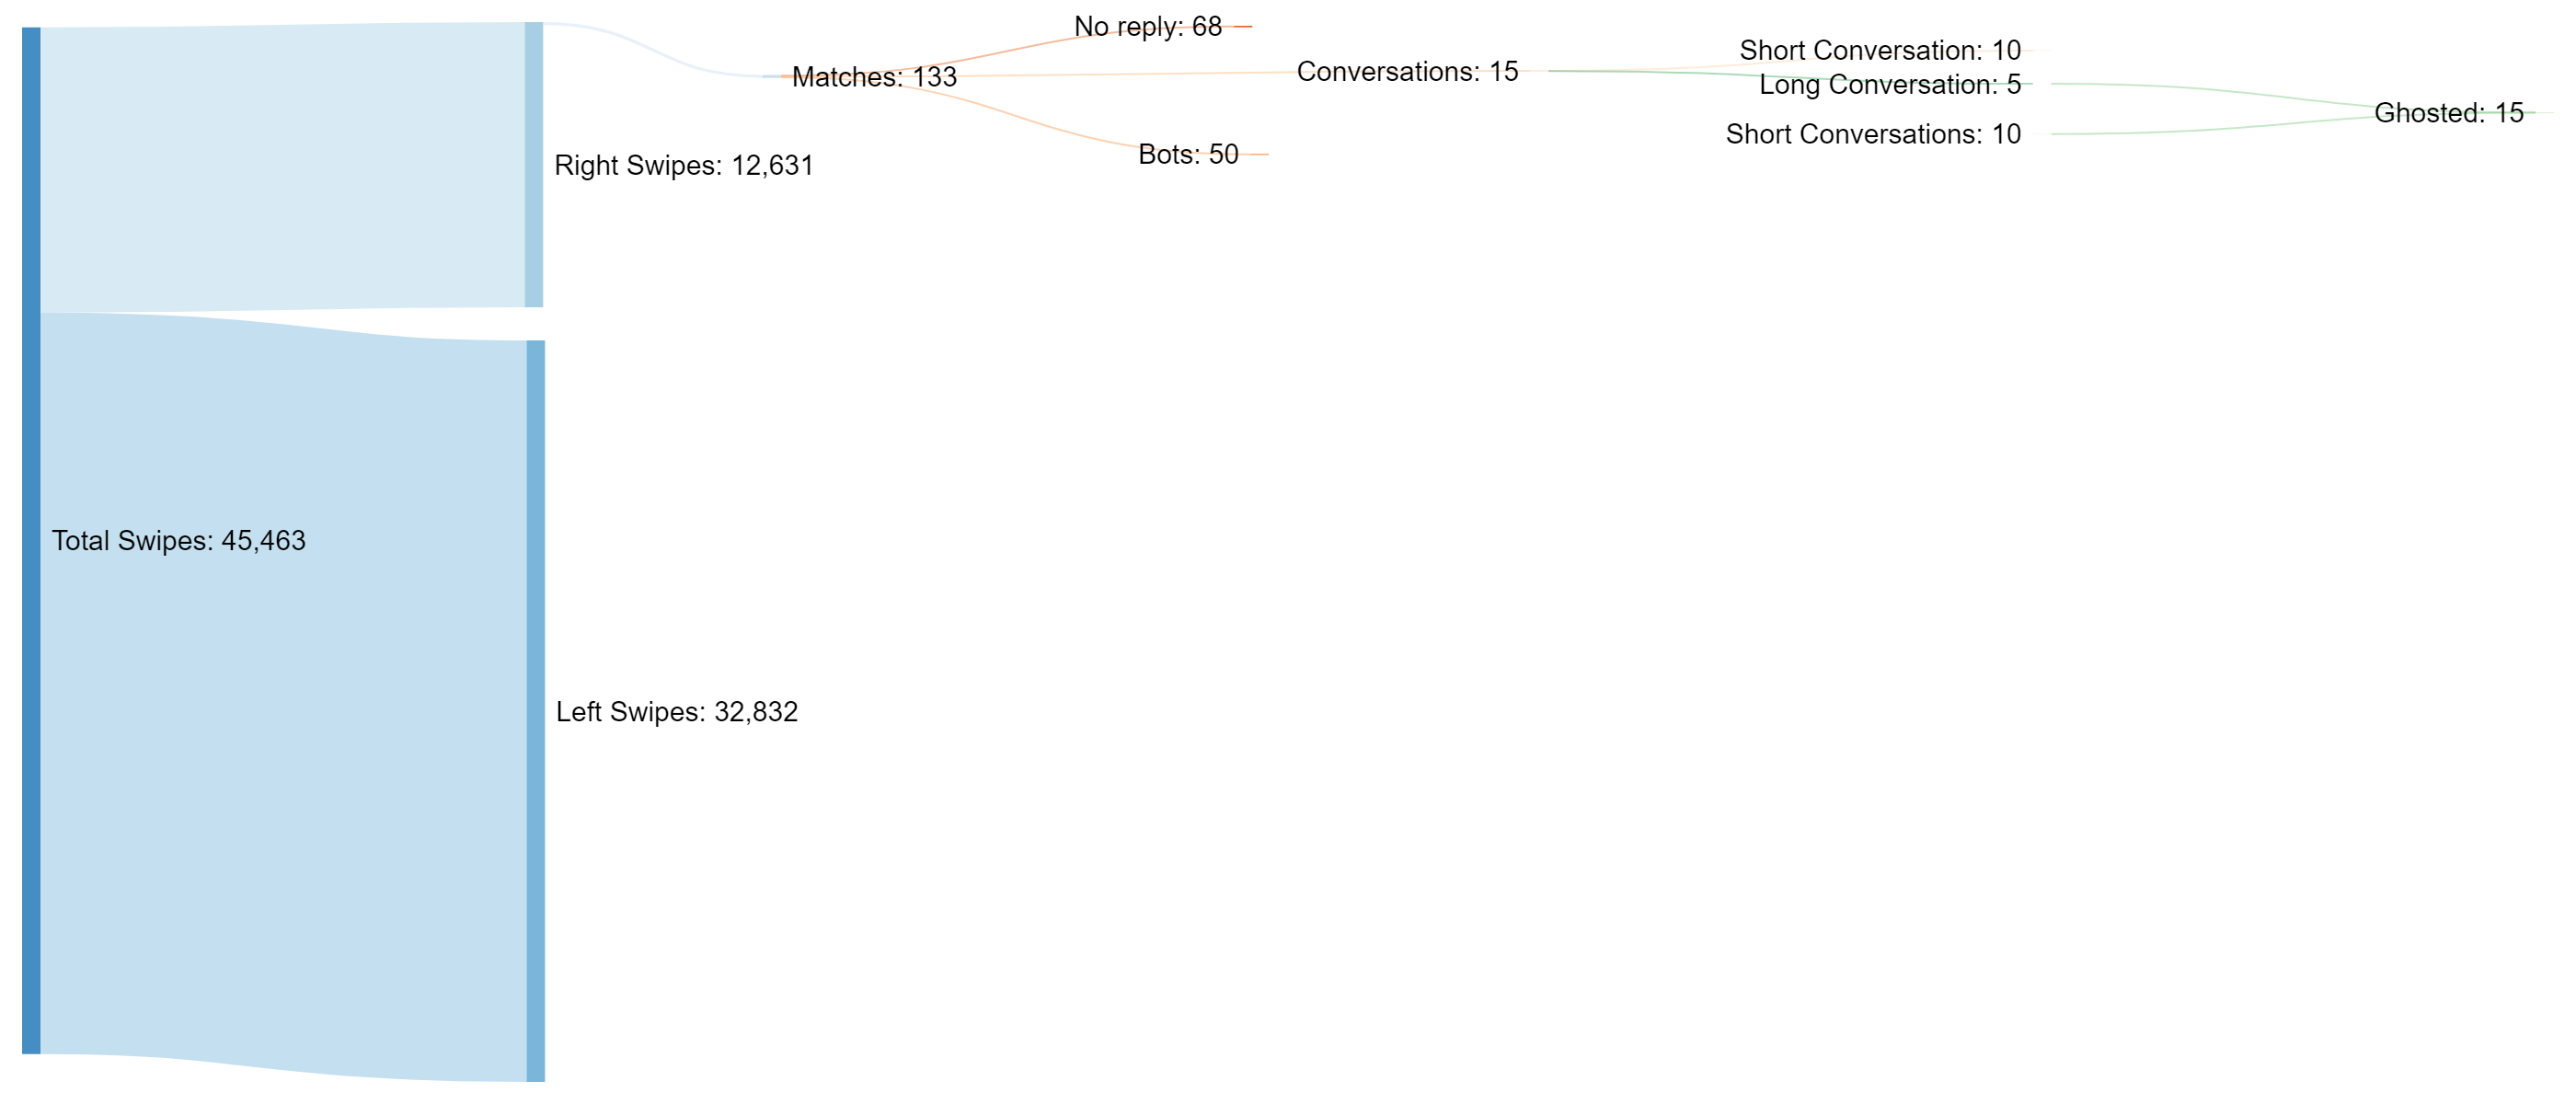 No reply: 68
Short Conversation: 10
Conversations: 15
Matches: 133
Long Conversation: 5
Ghosted: 15
Short Conversations: 10
Bots: 50
Right Swipes: 12,631
Total Swipes: 45,463
Left Swipes: 32,832